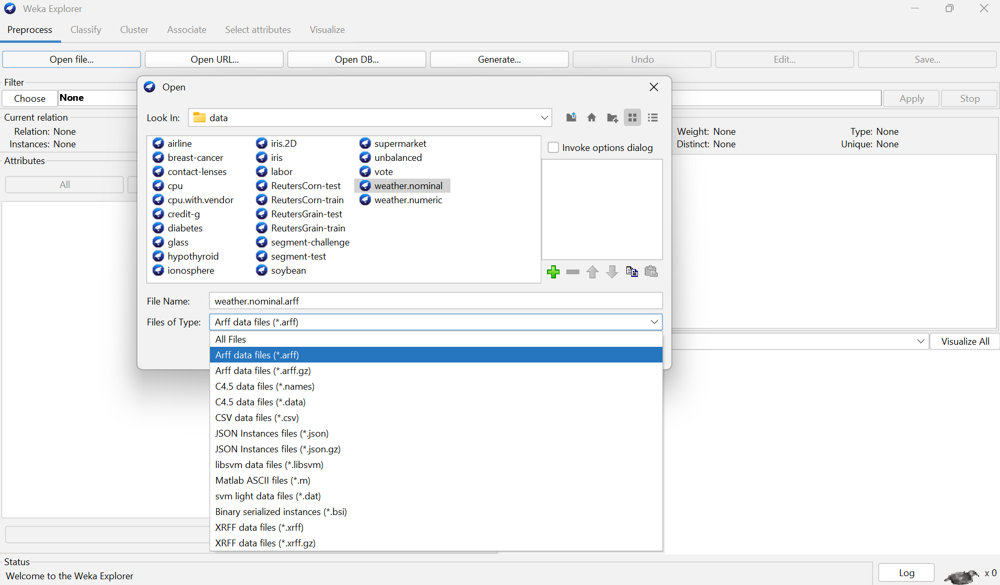 Weka Explorer
Preprocess Classify Cluster Associate Select attributes Visualize
Open file... Open URL... Open DB... Generate... Undo Edit... Save...
Filter
Choose None Apply Stop
Current relation
Relation: None
Instances: None
Weight: None Type: None
Distinct: None Unique: None
Attributes
All
Open
Look In: data
airline iris.2D supermarket
breast-cancer iris unbalanced
contact-lenses labor vote
cpu ReutersCorn-test weather.nominal
cpu.with.vendor ReutersCorn-train weather.numeric
credit-g ReutersGrain-test
diabetes ReutersGrain-train
glass segment-challenge
hypothyroid segment-test
ionosphere soybean
Invoke options dialog
File Name: weather.nominal.arff
Files of Type: Arff data files (*.arff)
All Files
Arff data files (*.arff)
Arff data files (*.arff.gz)
C4.5 data files (*.names)
C4.5 data files (*.data)
CSV data files (*.csv)
JSON Instances files (*.json)
JSON Instances files (*.json.gz)
libsvm data files (*.libsvm)
Matlab ASCII files (*.m)
svm light data files (*.dat)
Binary serialized instances (*.bsi)
XRFF data files (*.xrff)
XRFF data files (*.xrff.gz)
Visualize All
Status
Welcome to the Weka Explorer
Log x 0